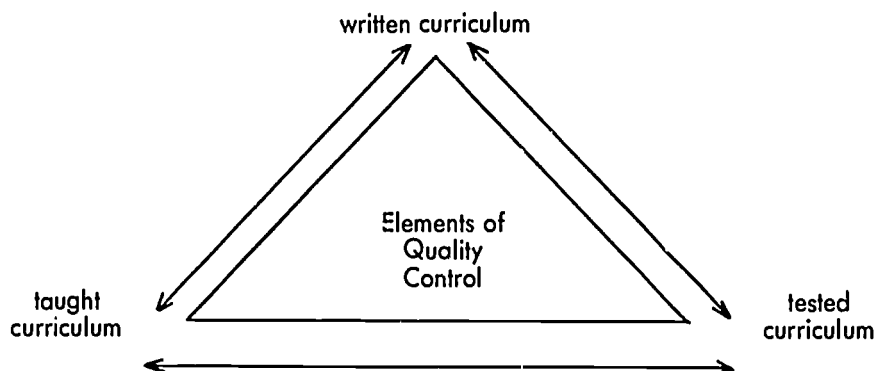 written curriculum
Elements of
Quality
Control
taught
curriculum
tested
curriculum